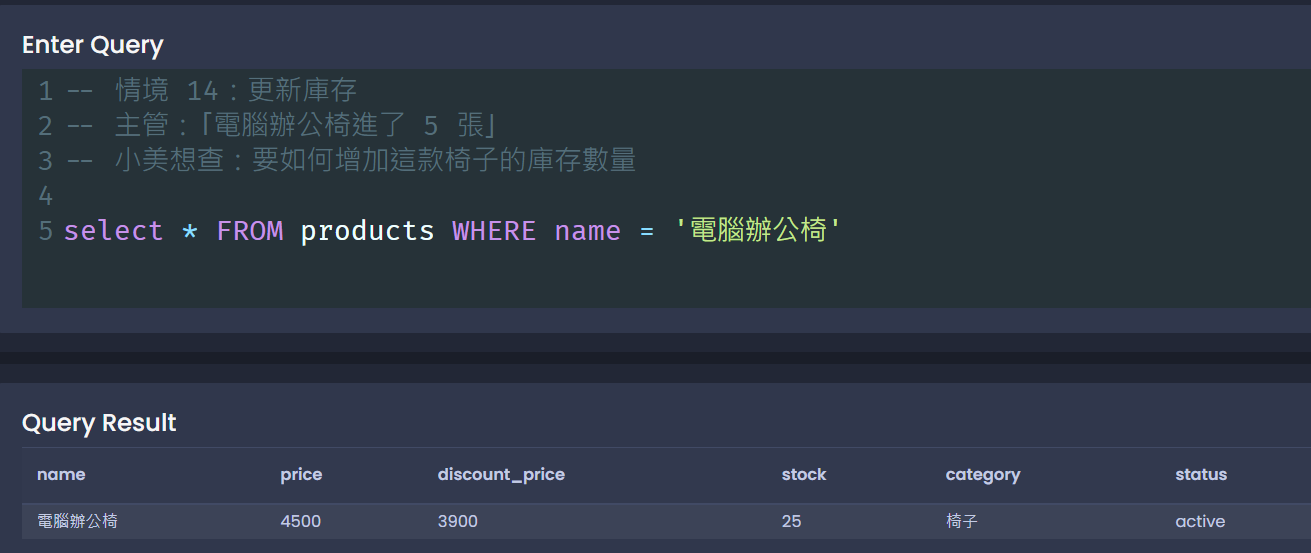 Enter Query
1 -- 情境 14：更新庫存
2 -- 主管：「電腦辦公椅進了 5 張」
3 -- 小美想查：要如何增加這款椅子的庫存數量
4
5 select * FROM products WHERE name = '電腦辦公椅'
Query Result
name price discount_price stock category status
電腦辦公椅 4500 3900 25 椅子 active